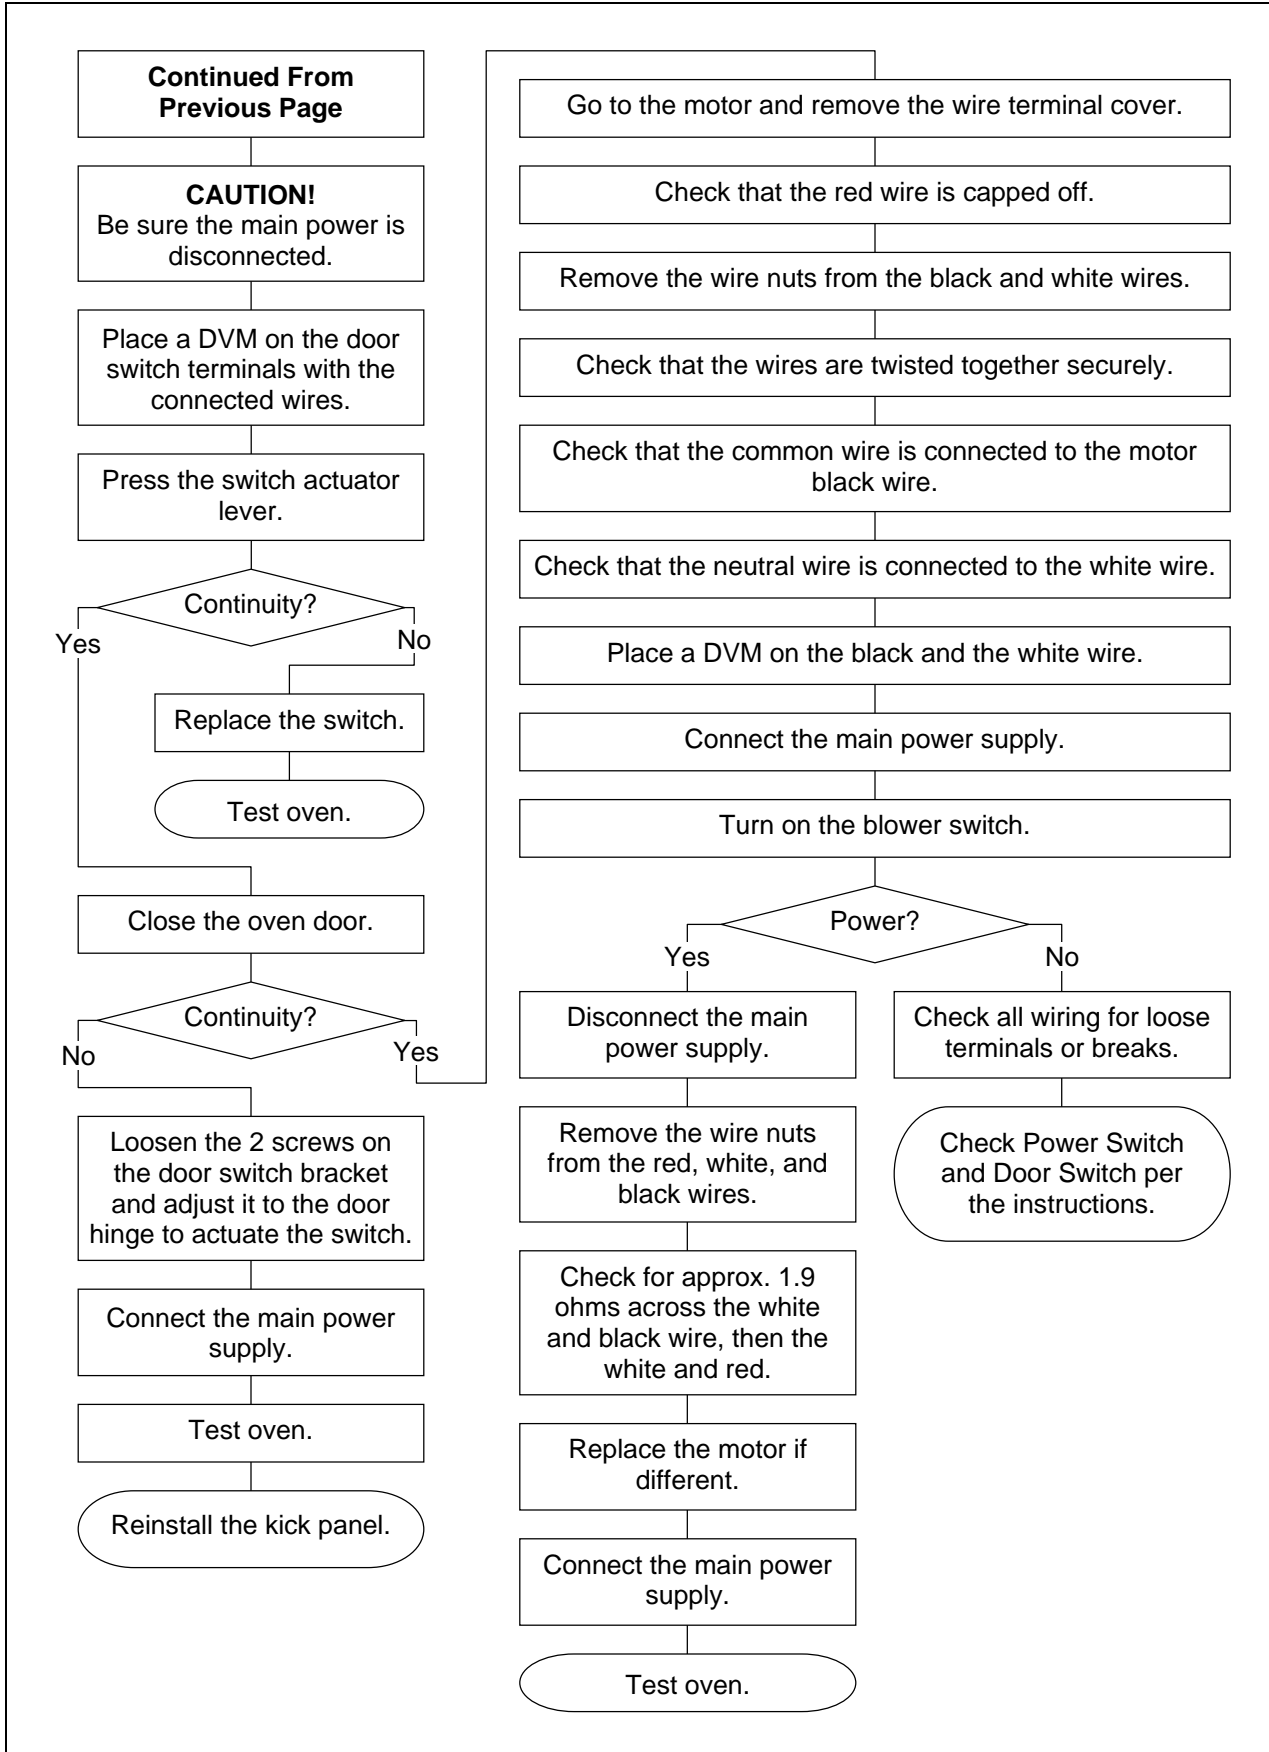 Continued From
Previous Page
CAUTION!
Be sure the main power is
disconnected.
Place a DVM on the door
switch terminals with the
connected wires.
Press the switch actuator
lever.
Continuity?
Yes
No
Replace the switch.
Test oven.
Close the oven door.
Continuity?
No
Yes
Loosen the 2 screws on
the door switch bracket
and adjust it to the door
hinge to actuate the switch.
Connect the main power
supply.
Test oven.
Reinstall the kick panel.
Go to the motor and remove the wire terminal cover.
Check that the red wire is capped off.
Remove the wire nuts from the black and white wires.
Check that the wires are twisted together securely.
Check that the common wire is connected to the motor
black wire.
Check that the neutral wire is connected to the white wire.
Place a DVM on the black and the white wire.
Connect the main power supply.
Turn on the blower switch.
Power?
Yes
No
Disconnect the main
power supply.
Remove the wire nuts
from the red, white, and
black wires.
Check for approx. 1.9
ohms across the white
and black wire, then the
white and red.
Replace the motor if
different.
Connect the main power
supply.
Test oven.
Check all wiring for loose
terminals or breaks.
Check Power Switch
and Door Switch per
the instructions.